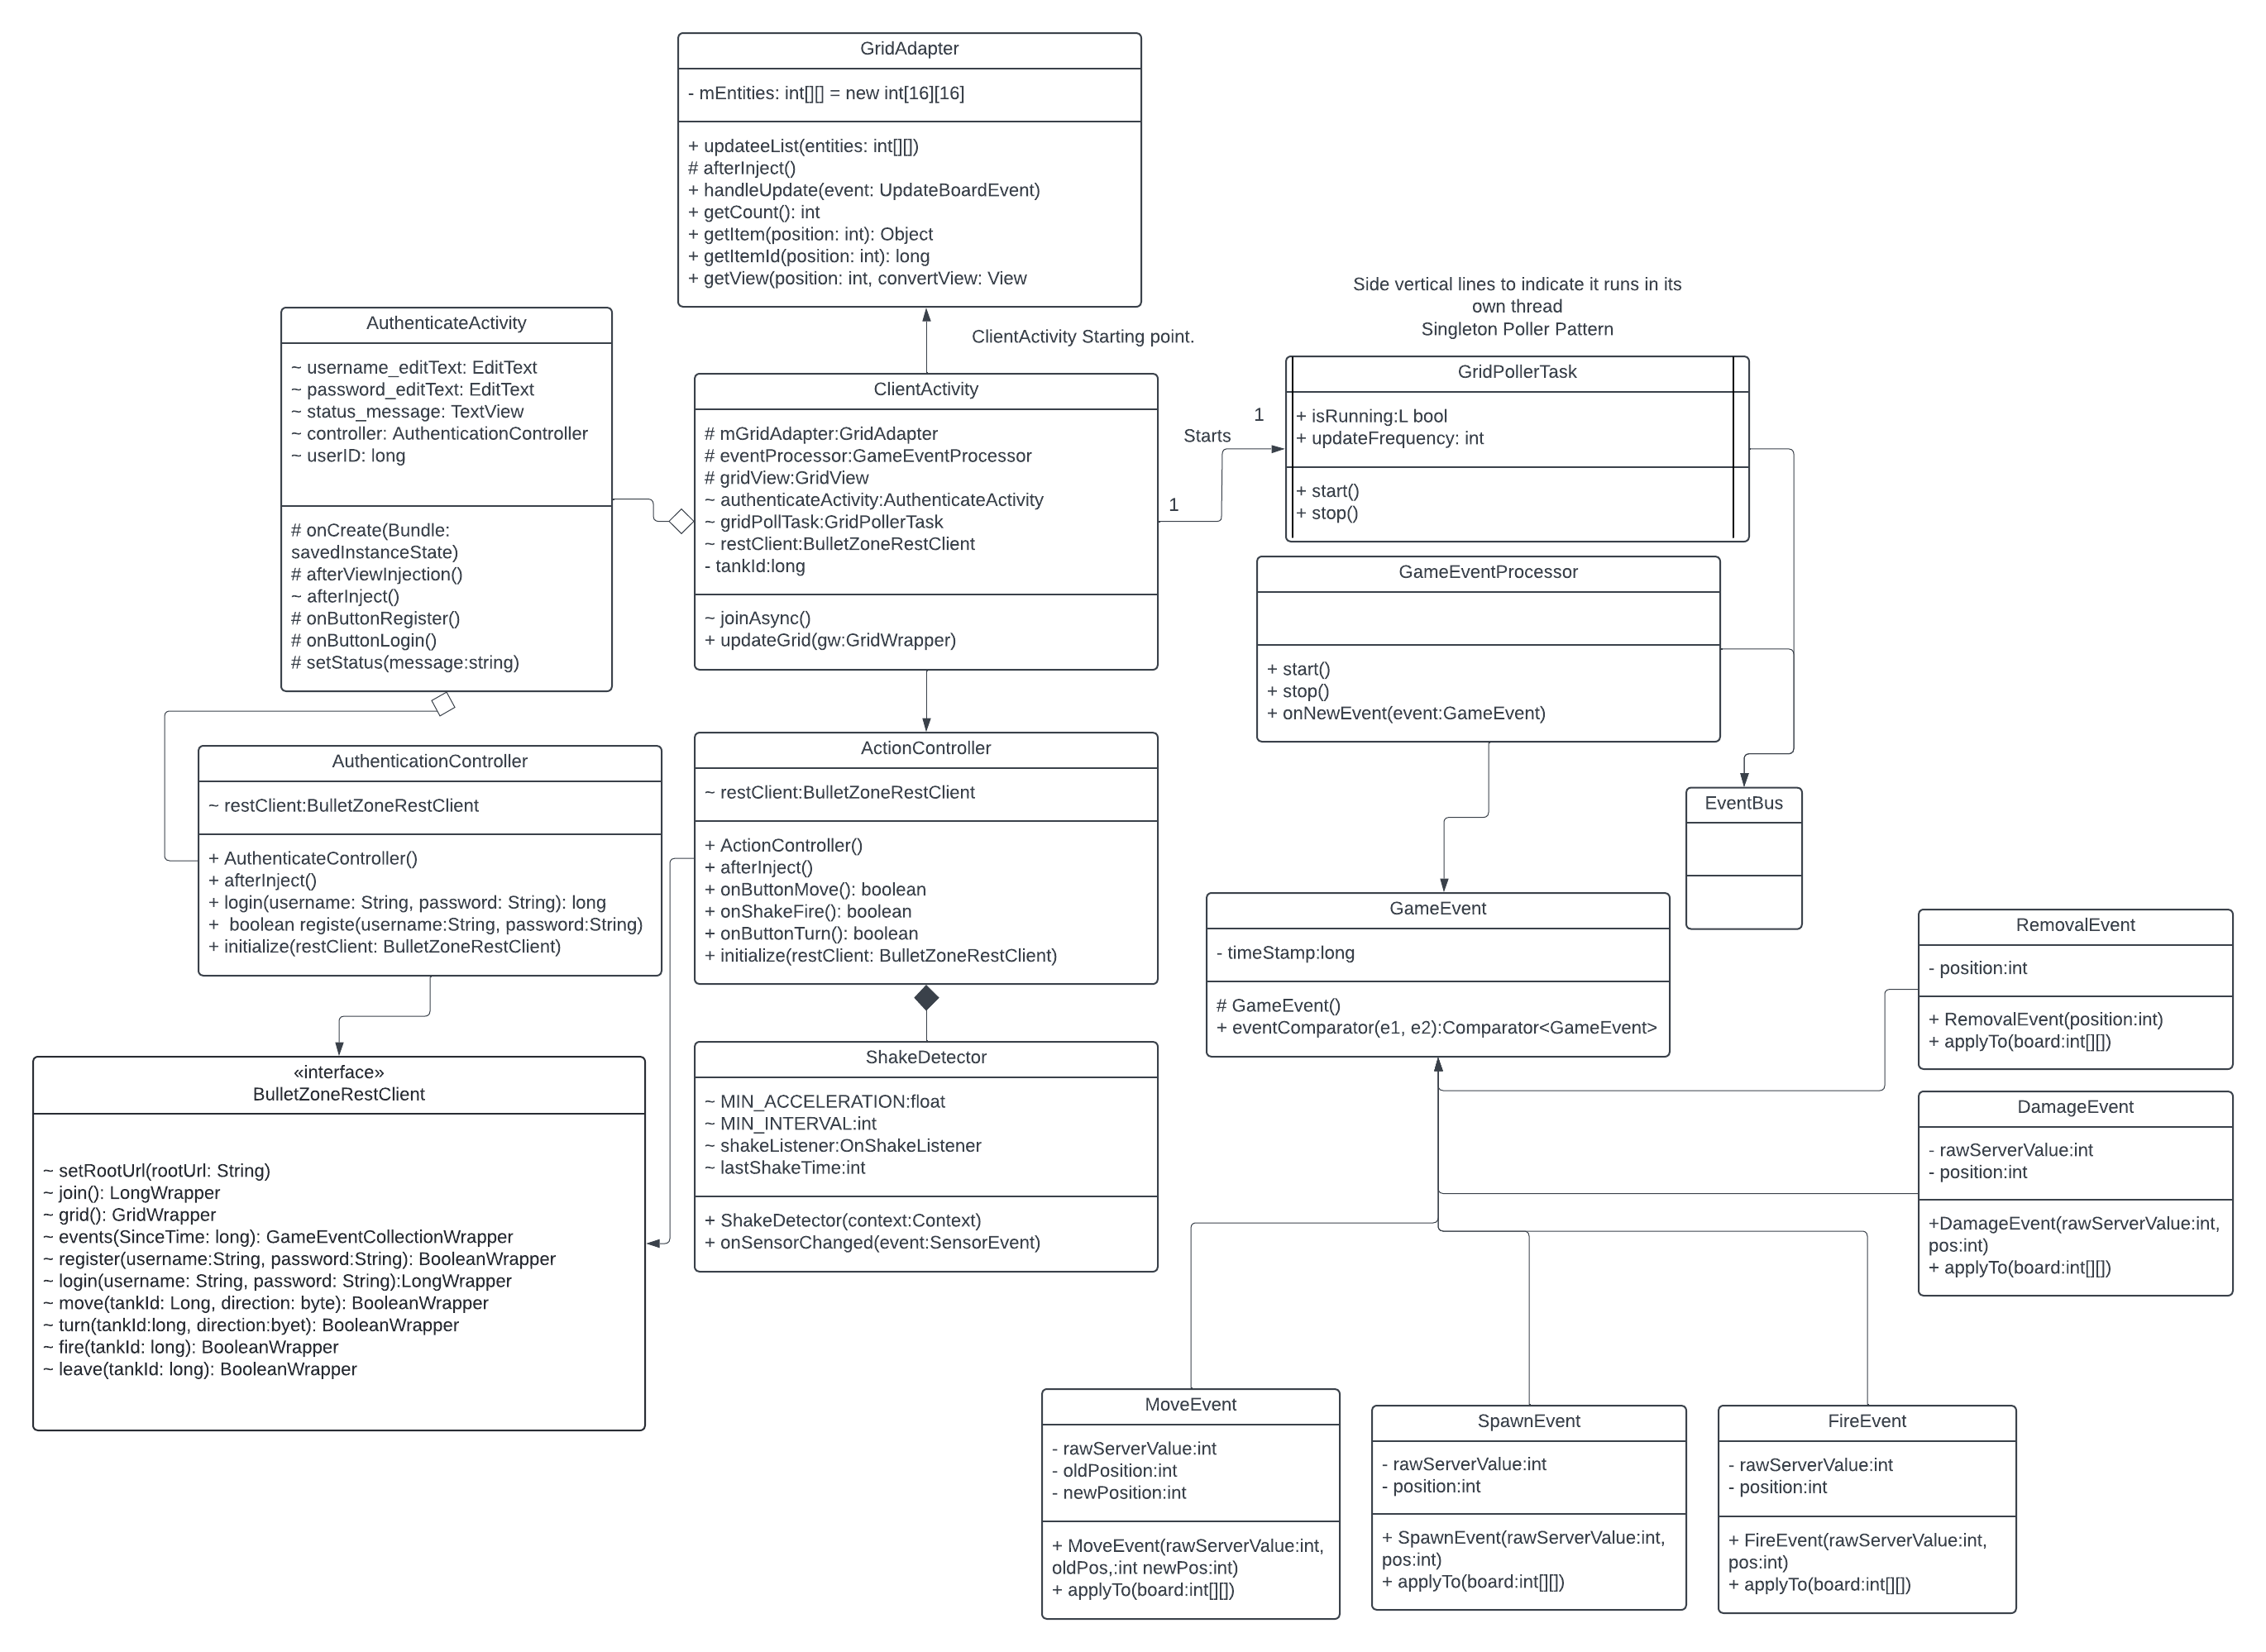 GridAdapter
- mEntities: int[][] = new int[16][16]
+ updateeList(entities: int[][])
# afterInject()
+ handleUpdate(event: UpdateBoardEvent)
+ getCount(): int
+ getItem(position: int): Object
+ getItemId(position: int): long
+ getView(position: int, convertView: View
ClientActivity Starting point.
Side vertical lines to indicate it runs in its
own thread
Singleton Poller Pattern
AuthenticateActivity
~ username_editText: EditText
~ password_editText: EditText
~ status_message: TextView
~ controller: AuthenticationController
~ userID: long
# onCreate(Bundle:
savedInstanceState)
# afterViewInjection()
~ afterInject()
# onButtonRegister()
# onButtonLogin()
# setStatus(message:string)
ClientActivity
# mGridAdapter:GridAdapter
# eventProcessor:GameEventProcessor
# gridView:GridView
~ authenticateActivity:AuthenticateActivity
~ gridPollTask:GridPollerTask
~ restClient:BulletZoneRestClient
- tankId:long
~ joinAsync()
+ updateGrid(gw:GridWrapper)
1
Starts
1
GridPollerTask
+ isRunning:L bool
+ updateFrequency: int
+ start()
+ stop()
GameEventProcessor
+ start()
+ stop()
+ onNewEvent(event:GameEvent)
AuthenticationController
~ restClient:BulletZoneRestClient
+ AuthenticateController()
+ afterInject()
+ login(username: String, password: String): long
+  boolean registe(username:String, password:String)
+ initialize(restClient: BulletZoneRestClient)
ActionController
~ restClient:BulletZoneRestClient
+ ActionController()
+ afterInject()
+ onButtonMove(): boolean
+ onShakeFire(): boolean
+ onButtonTurn(): boolean
+ initialize(restClient: BulletZoneRestClient)
EventBus
GameEvent
- timeStamp:long
# GameEvent()
+ eventComparator(e1, e2):Comparator<GameEvent>
RemovalEvent
- position:int
+ RemovalEvent(position:int)
+ applyTo(board:int[][])
«interface»
BulletZoneRestClient
~ setRootUrl(rootUrl: String)
~ join(): LongWrapper
~ grid(): GridWrapper
~ events(SinceTime: long): GameEventCollectionWrapper
~ register(username:String, password:String): BooleanWrapper
~ login(username: String, password: String):LongWrapper
~ move(tankId: Long, direction: byte): BooleanWrapper
~ turn(tankId:long, direction:byet): BooleanWrapper
~ fire(tankId: long): BooleanWrapper
~ leave(tankId: long): BooleanWrapper
ShakeDetector
~ MIN_ACCELERATION:float
~ MIN_INTERVAL:int
~ shakeListener:OnShakeListener
~ lastShakeTime:int
+ ShakeDetector(context:Context)
+ onSensorChanged(event:SensorEvent)
DamageEvent
- rawServerValue:int
- position:int
+DamageEvent(rawServerValue:int,
pos:int)
+ applyTo(board:int[][])
MoveEvent
- rawServerValue:int
- oldPosition:int
- newPosition:int
+ MoveEvent(rawServerValue:int,
oldPos,:int newPos:int)
+ applyTo(board:int[][])
SpawnEvent
- rawServerValue:int
- position:int
+ SpawnEvent(rawServerValue:int,
pos:int)
+ applyTo(board:int[][])
FireEvent
- rawServerValue:int
- position:int
+ FireEvent(rawServerValue:int,
pos:int)
+ applyTo(board:int[][])